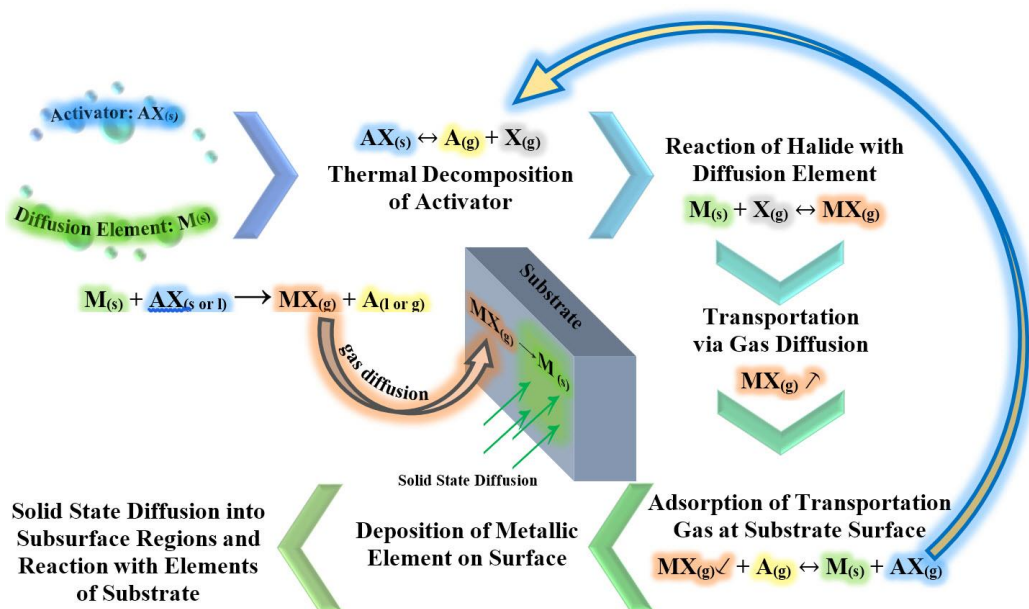 Activator: AX(s)
Diffusion Element: M(s)
AX(s) ↔ A(g) + X(g)
Thermal Decomposition
of Activator
Reaction of Halide with
Diffusion Element
M(s) + X(g) ↔ MX(g)
M(s) + AX(s or l) → MX(g) + A(l or g)
gas diffusion
Substrate
MX(g) → M(s)
Solid State Diffusion
Transportation
via Gas Diffusion
MX(g) ↗
Adsorption of Transportation
Gas at Substrate Surface
MX(g)↙ + A(g) ↔ M(s) + AX(g)
Deposition of Metallic
Element on Surface
Solid State Diffusion into
Subsurface Regions and
Reaction with Elements
of Substrate